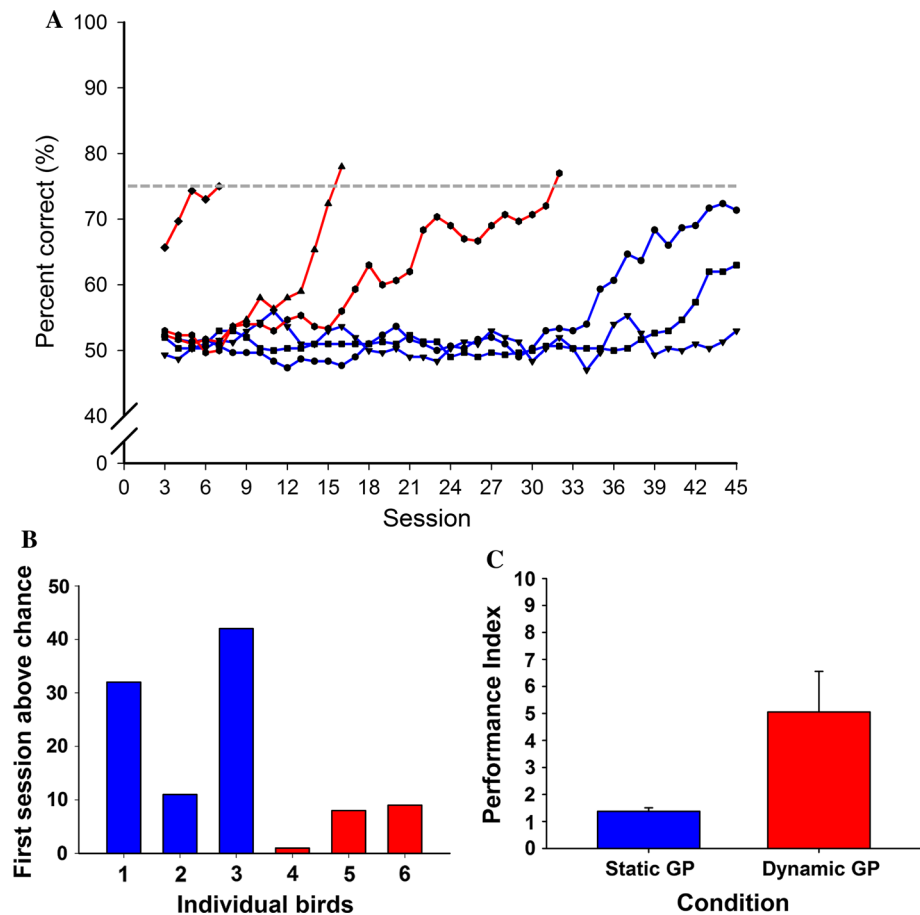 A
Percent correct (%)
100
90
80
70
60
50
40
0
0 3 6 9 12 15 18 21 24 27 30 33 36 39 42 45
Session
B
First session above chance
50
40
30
20
10
0
1 2 3 4 5 6
Individual birds
C
Performance Index
10
9
8
7
6
5
4
3
2
1
0
Static GP Dynamic GP
Condition